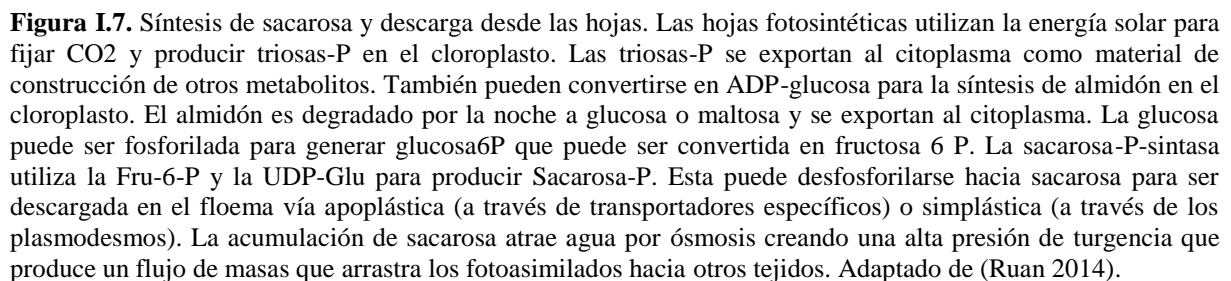 Figura I.7. Síntesis de sacarosa y descarga desde las hojas. Las hojas fotosintéticas utilizan la energía solar para
fijar CO2 y producir triosas-P en el cloroplasto. Las triosas-P se exportan al citoplasma como material de
construcción de otros metabolitos. También pueden convertirse en ADP-glucosa para la síntesis de almidón en el
cloroplasto. El almidón es degradado por la noche a glucosa o maltosa y se exportan al citoplasma. La glucosa
puede ser fosforilada para generar glucosa6P que puede ser convertida en fructosa 6 P. La sacarosa-P-sintasa
utiliza la Fru-6-P y la UDP-Glu para producir Sacarosa-P. Esta puede desfosforilarse hacia sacarosa para ser
descargada en el floema vía apoplástica (a través de transportadores específicos) o simplástica (a través de los
plasmodesmos). La acumulación de sacarosa atrae agua por ósmosis creando una alta presión de turgencia que
produce un flujo de masas que arrastra los fotoasimilados hacia otros tejidos. Adaptado de (Ruan 2014).